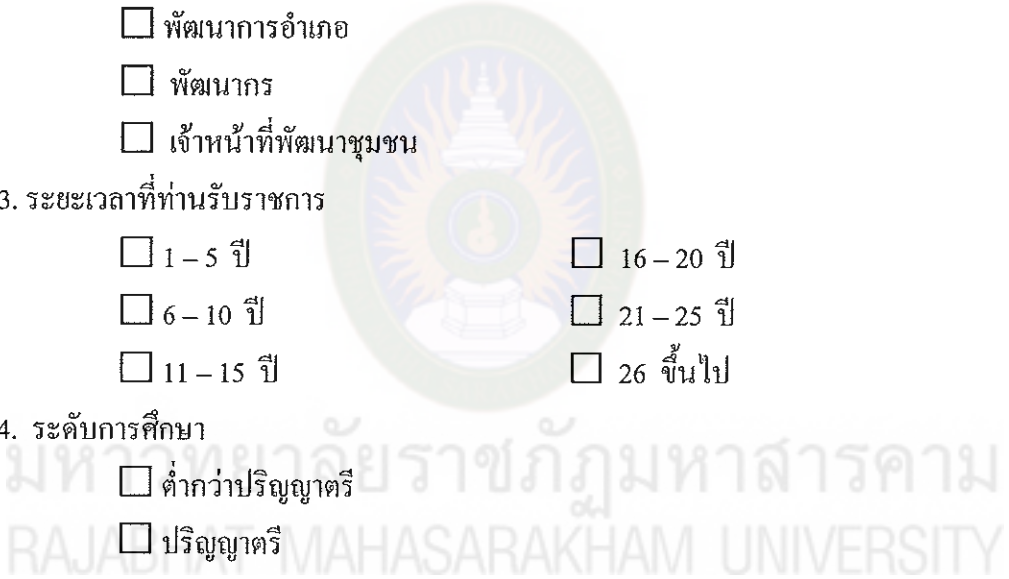 ☐ พัฒนาการอำเภอ
☐ พัฒนากร
☐ เจ้าหน้าที่พัฒนาชุมชน
3. ระยะเวลาที่ท่านรับราชการ
☐ 1 – 5 ปี ☐ 16 – 20 ปี
☐ 6 – 10 ปี ☐ 21 – 25 ปี
☐ 11 – 15 ปี ☐ 26 ขึ้นไป
4. ระดับการศึกษา
มหาวิทยาลัยราชภัฏมหาสารคาม
☐ ต่ำกว่าปริญญาตรี
☐ ปริญญาตรี
RAJABHAT MAHASARAKHAM UNIVERSITY